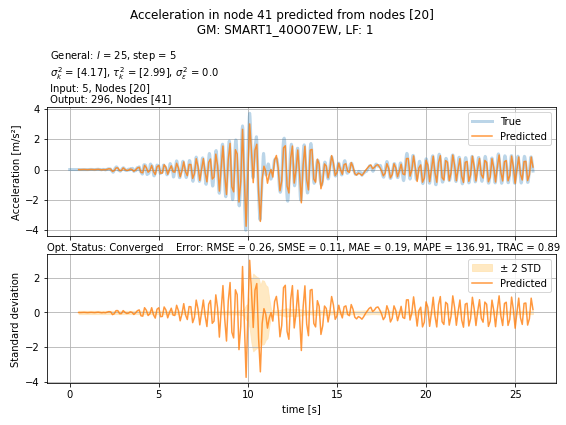 Acceleration in node 41 predicted from nodes [20]
GM: SMART1_40O07EW, LF: 1
General: l = 25, step = 5
σ²ₖ = [4.17], τ²ₖ = [2.99], σ²ε = 0.0
Input: 5, Nodes [20]
Output: 296, Nodes [41]
Acceleration [m/s²]
4
2
0
−2
−4
True
Predicted
Opt. Status: Converged Error: RMSE = 0.26, SMSE = 0.11, MAE = 0.19, MAPE = 136.91, TRAC = 0.89
Standard deviation
2
0
−2
−4
± 2 STD
Predicted
0 5 10 15 20 25
time [s]